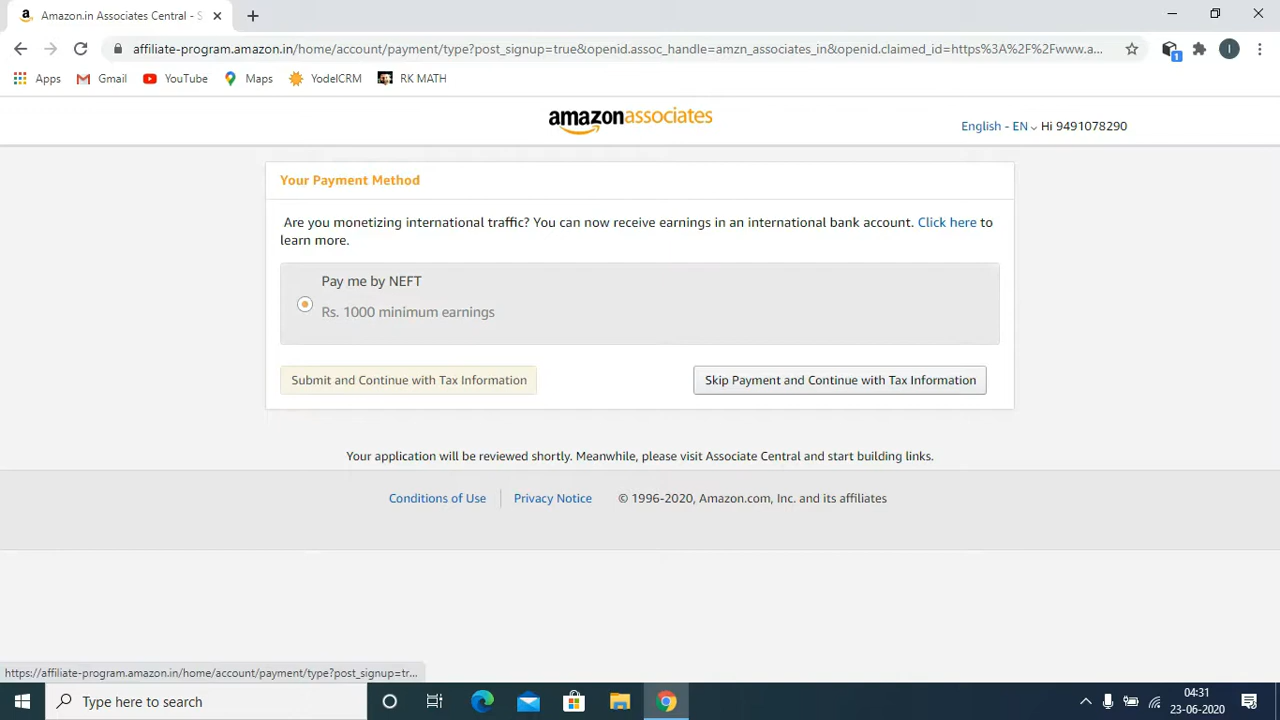 Amazon.in Associates Central - S
affiliate-program.amazon.in/home/account/payment/type?post_signup=true&openid.assoc_handle=amzn_associates_in&openid.claimed_id=https%3A%2F%2Fwww.a...
1
I
Apps Gmail YouTube Maps YodelCRM RK MATH
amazonassociates
English - EN Hi 9491078290
Your Payment Method
Are you monetizing international traffic? You can now receive earnings in an international bank account. Click here to
learn more.
Pay me by NEFT
Rs. 1000 minimum earnings
Submit and Continue with Tax Information Skip Payment and Continue with Tax Information
Your application will be reviewed shortly. Meanwhile, please visit Associate Central and start building links.
Conditions of Use Privacy Notice © 1996-2020, Amazon.com, Inc. and its affiliates
https://affiliate-program.amazon.in/home/account/payment/type?post_signup=tr...
Type here to search
04:31
23-06-2020